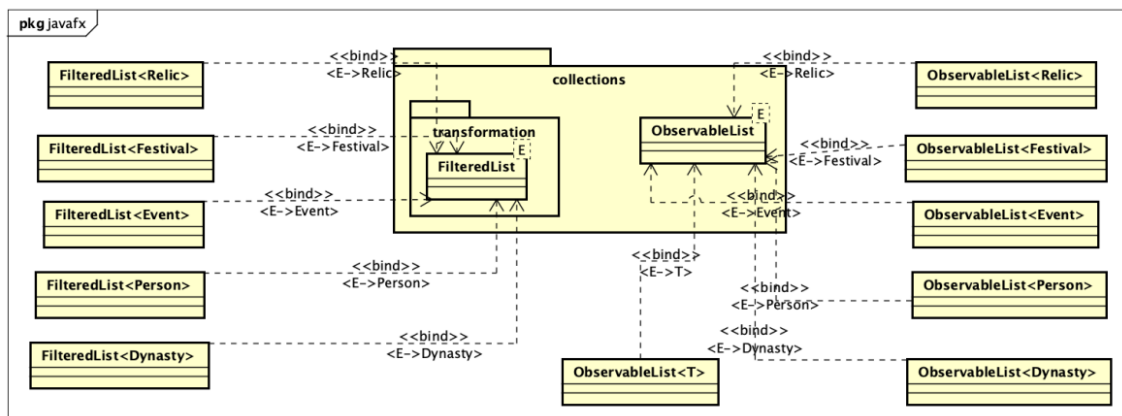 pkg javafx
FilteredList<Relic>
<<bind>>
<E->Relic>
collections
<<bind>>
<E->Relic>
ObservableList<Relic>
FilteredList<Festival>
<<bind>>
<E->Festival>
transformation
E
FilteredList
E
ObservableList
<<bind>>
<E->Festival>
ObservableList<Festival>
FilteredList<Event>
<<bind>>
<E->Event>
<<bind>>
<E->Event>
ObservableList<Event>
FilteredList<Person>
<<bind>>
<E->Person>
<<bind>>
<E->T>
<<bind>>
<E->Person>
ObservableList<Person>
FilteredList<Dynasty>
<<bind>>
<E->Dynasty>
ObservableList<T>
<<bind>>
<E->Dynasty>
ObservableList<Dynasty>